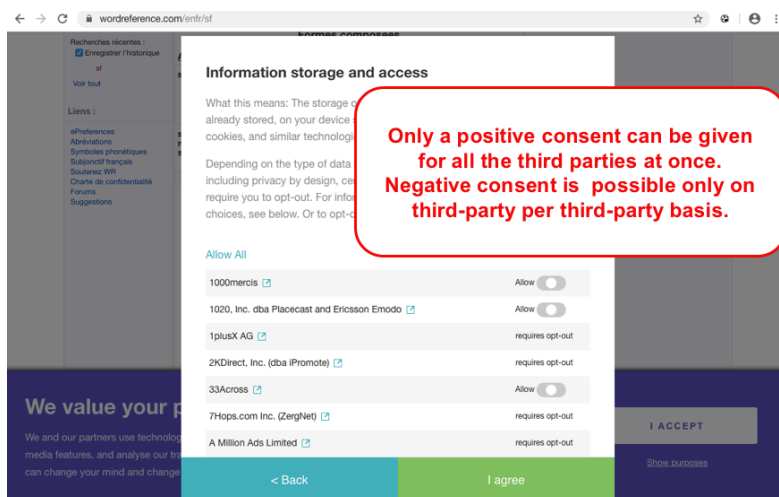 wordreference.com/enfr/sf
Formes composées
Recherches récentes :
Enregistrer l'historique
sf
Voir tout
Liens :
ePreferences
Abréviations
Symboles phonétiques
Subjonctif français
Soutenez WR
Charte de confidentialité
Forums
Suggestions
Information storage and access
What this means: The storage
already stored, on your device
cookies, and similar
Depending on the type of data
including privacy by design,
require you to opt-out. For
choices, see below. Or to
Only a positive consent can be given
for all the third parties at once.
Negative consent is possible only on
third-party per third-party basis.
Allow All
1000mercis Allow
1020, Inc. dba Placecast and Ericsson Emodo Allow
1plusX AG requires opt-out
2KDirect, Inc. (dba iPromote) requires opt-out
33Across Allow
7Hops.com Inc. (ZergNet) requires opt-out
A Million Ads Limited requires opt-out
< Back
I agree
We value your
We and our partners use
media features, and analyse our
can change your mind and change
I ACCEPT
Show purposes